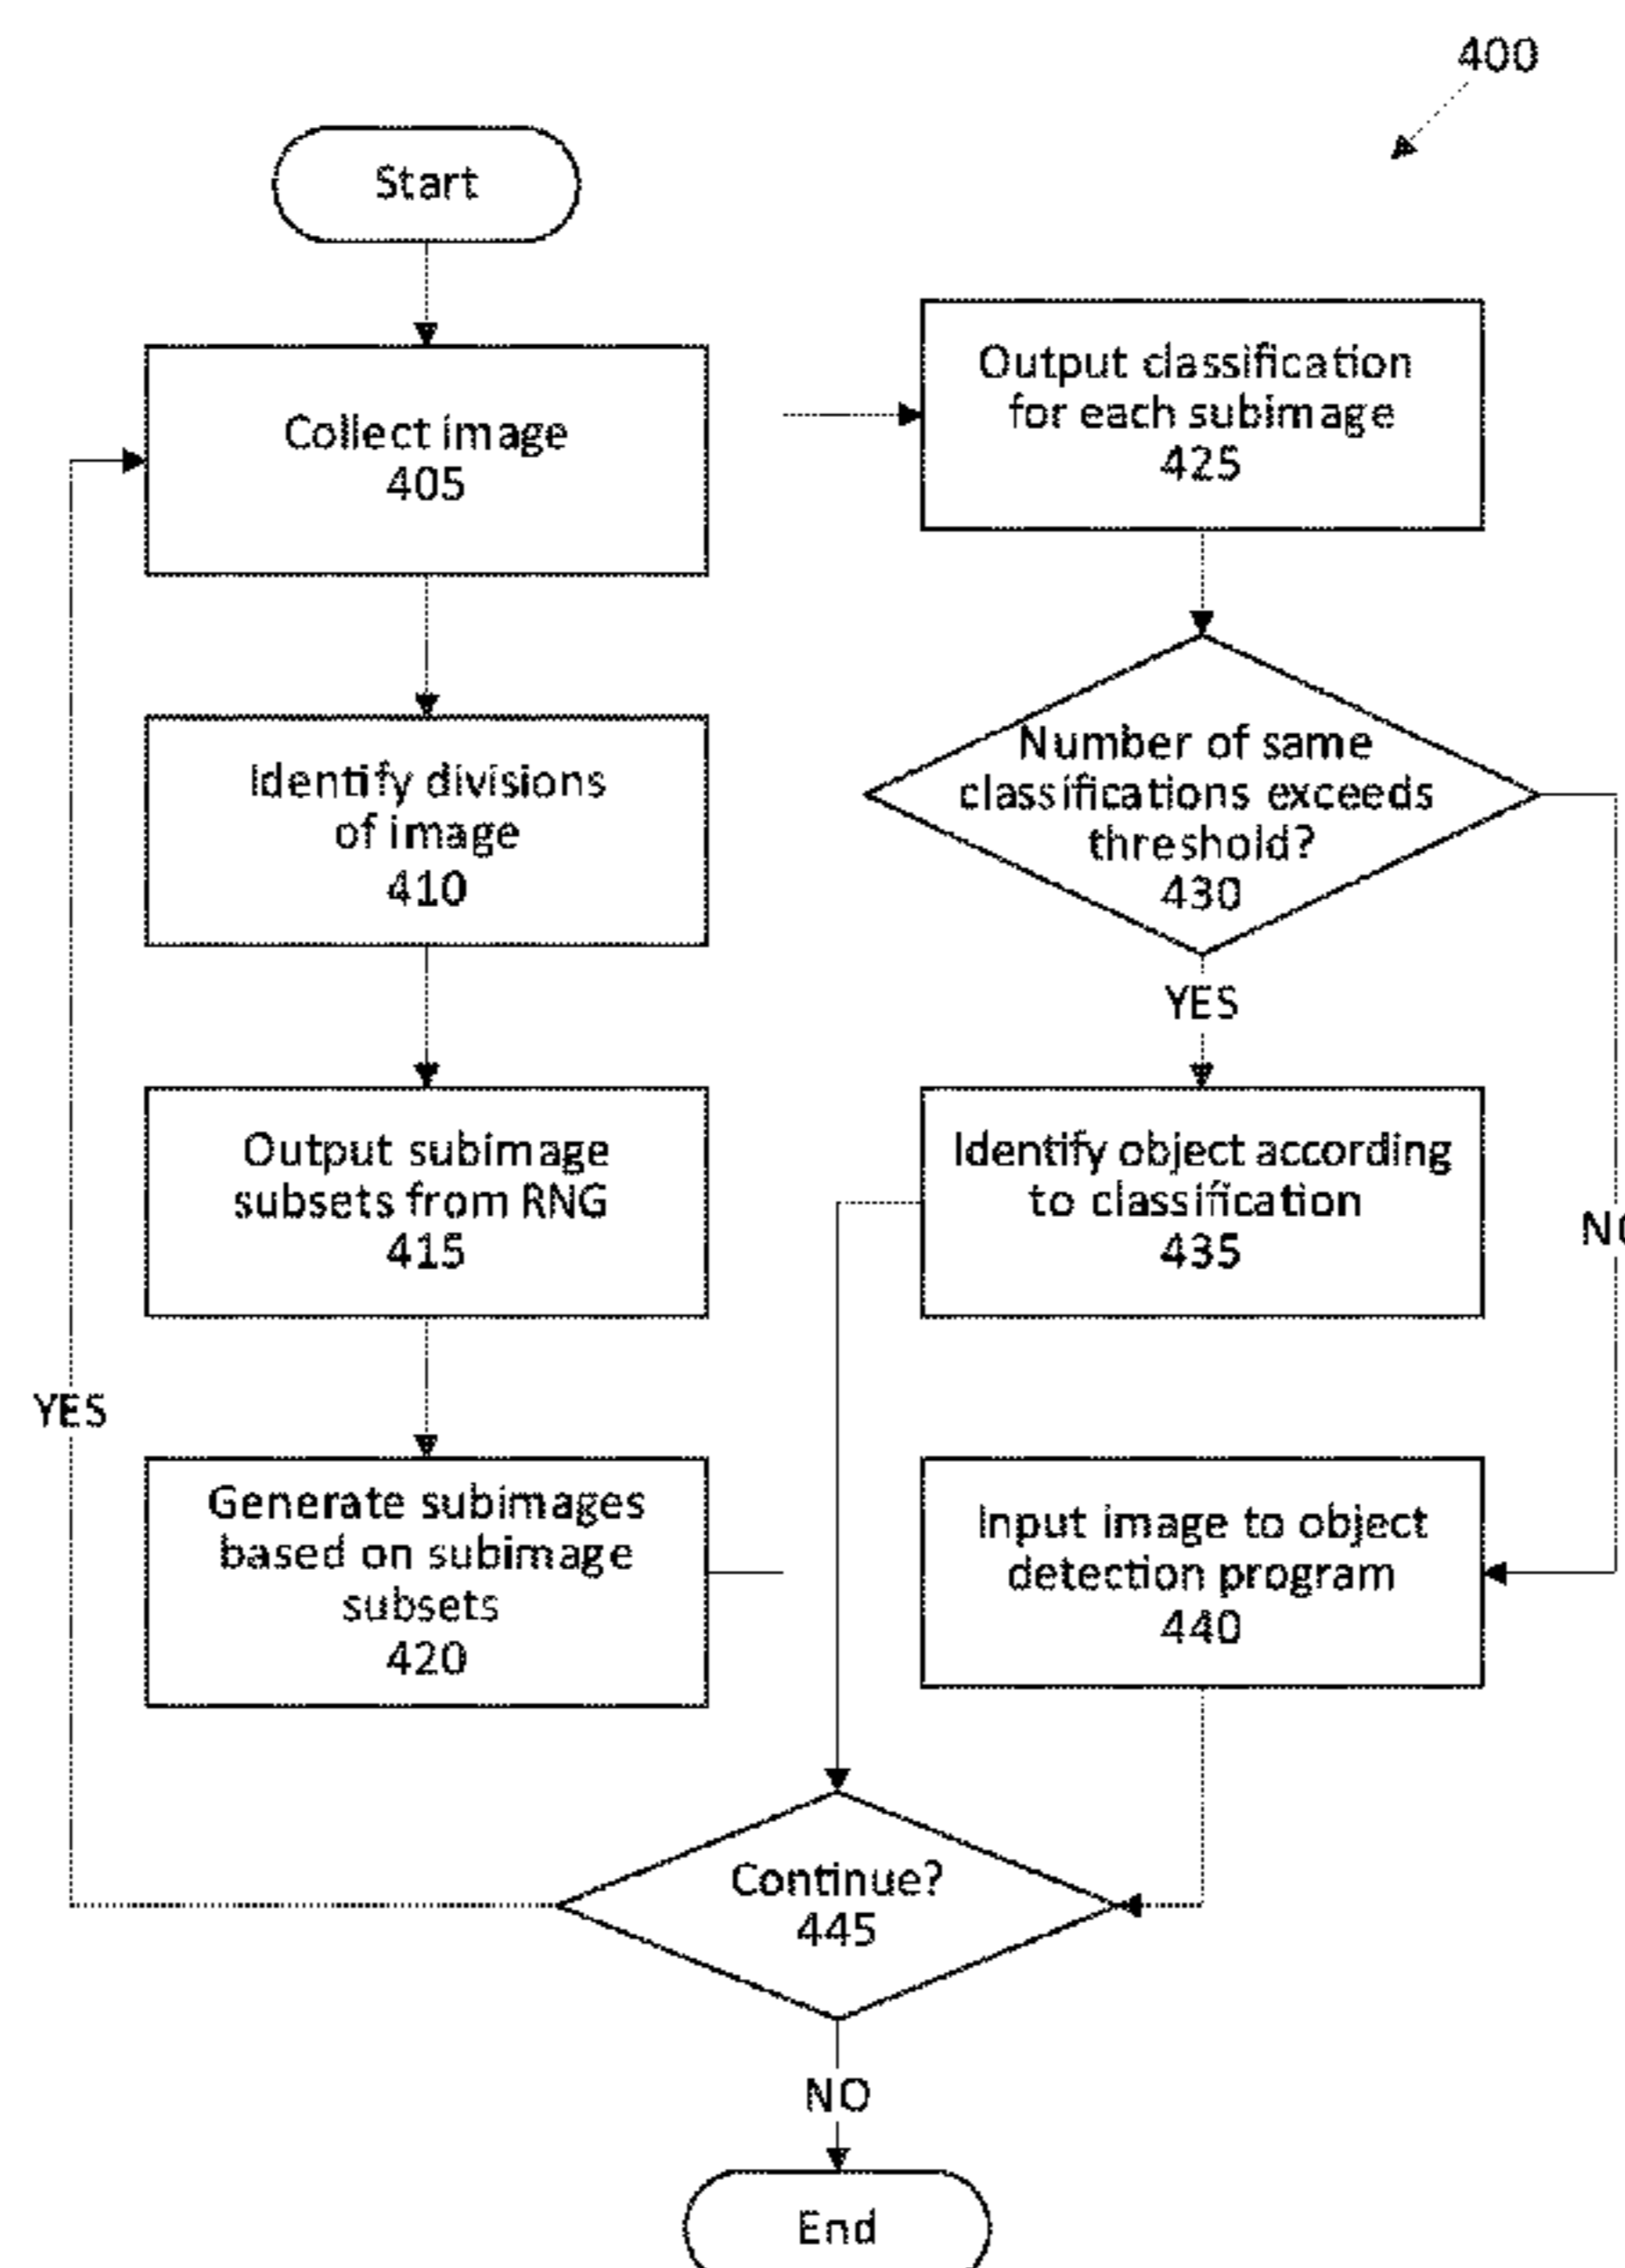 400
Start
Collect image
405
Identify divisions
of image
410
Output subimage
subsets from RNG
415
Generate subimages
based on subimage
subsets
420
YES
Output classification
for each subimage
425
Number of same
classifications exceeds
threshold?
430
YES
Identify object according
to classification
435
Input image to object
detection program
440
Continue?
445
NO
End